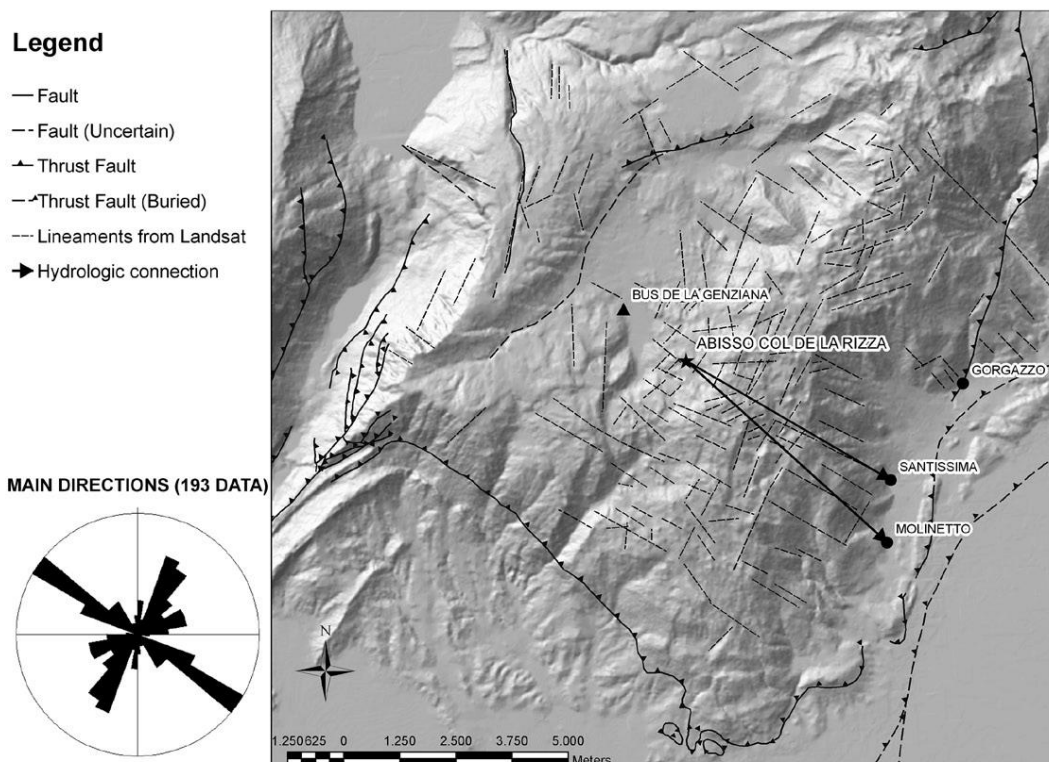 Legend
Fault
Fault (Uncertain)
Thrust Fault
Thrust Fault (Buried)
Lineaments from Landsat
Hydrologic connection
BUS DE LA GENZIANA
ABISSO COL DE LA RIZZA
GORGAZZO
SANTISSIMA
MOLINETTO
MAIN DIRECTIONS (193 DATA)
N
1.250 625 0 1.250 2.500 3.750 5.000
Meters